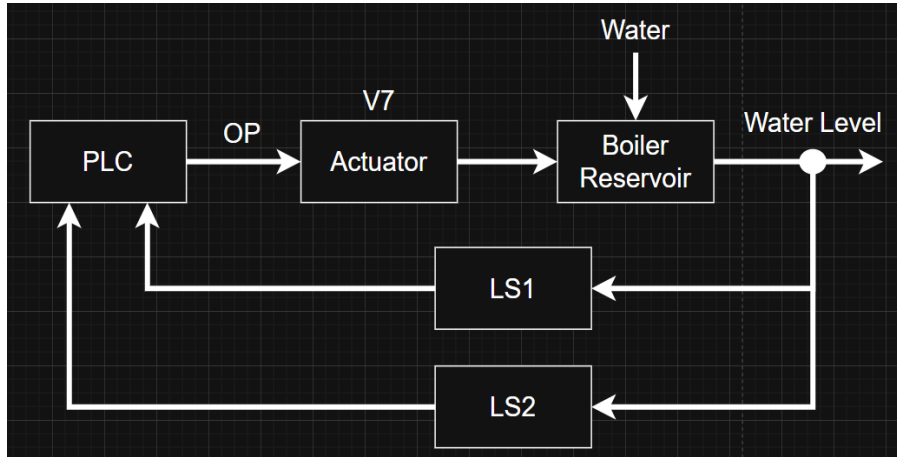 Water
V7
OP
Water Level
PLC
Actuator
Boiler
Reservoir
LS1
LS2